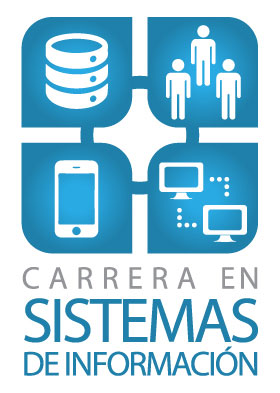 CARRERA EN
SISTEMAS
DE INFORMACIÓN